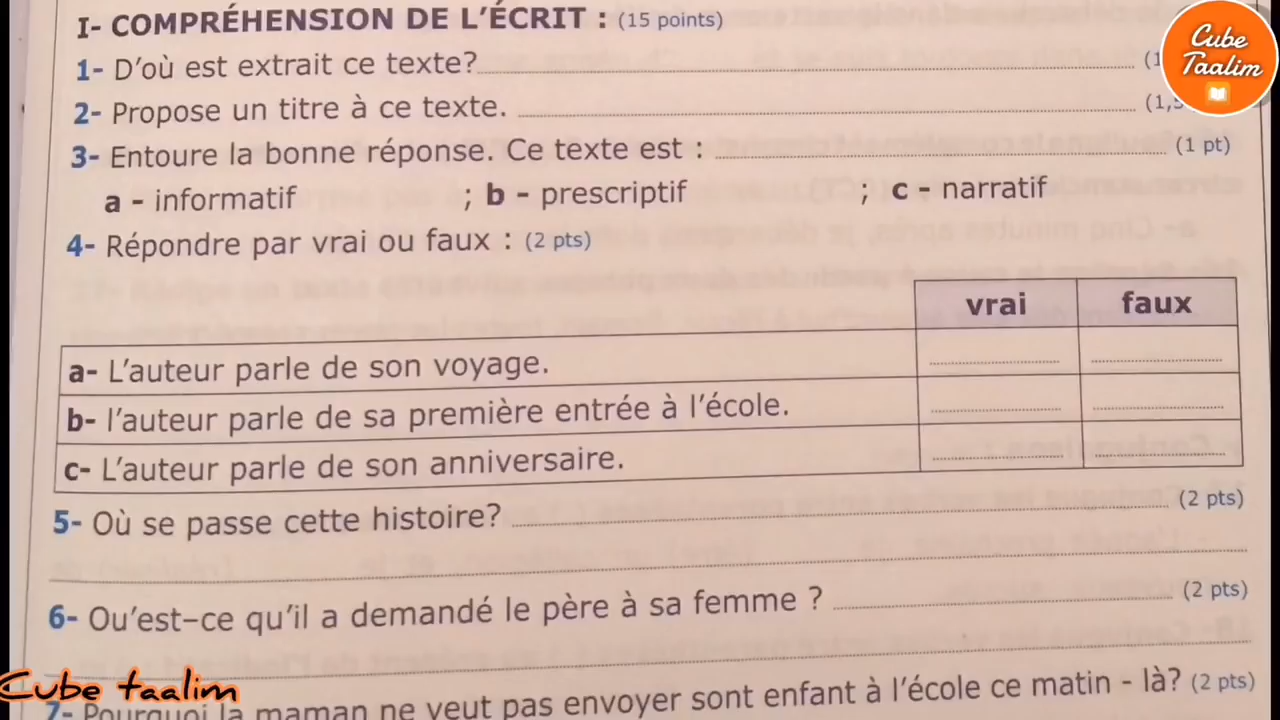 I- COMPRÉHENSION DE L'ÉCRIT : (15 points)
1- D'où est extrait ce texte?
2- Propose un titre à ce texte.
3- Entoure la bonne réponse. Ce texte est : (1 pt)
a - informatif ; b - prescriptif ; c - narratif
4- Répondre par vrai ou faux : (2 pts)
vrai faux
a- L'auteur parle de son voyage.
b- l'auteur parle de sa première entrée à l'école.
c- L'auteur parle de son anniversaire.
5- Où se passe cette histoire? (2 pts)
6- Ou'est-ce qu'il a demandé le père à sa femme ? (2 pts)
7- Pourquoi la maman ne veut pas envoyer sont enfant à l'école ce matin - là? (2 pts)
Cube
Taalim
Cube taalim